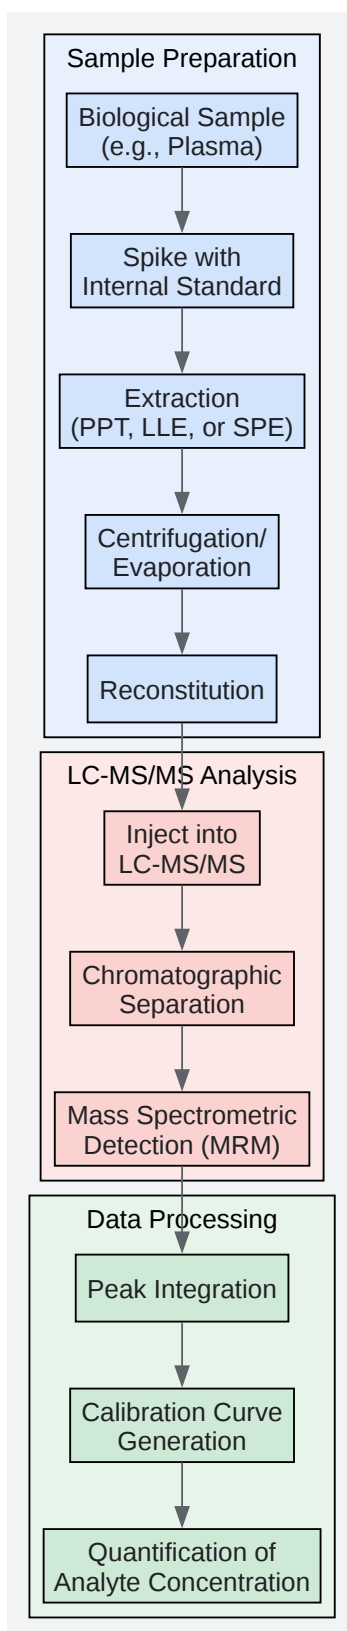 Sample Preparation
Biological Sample
(e.g., Plasma)
Spike with
Internal Standard
Extraction
(PPT, LLE, or SPE)
Centrifugation/
Evaporation
Reconstitution
LC-MS/MS Analysis
Inject into
LC-MS/MS
Chromatographic
Separation
Mass Spectrometric
Detection (MRM)
Data Processing
Peak Integration
Calibration Curve
Generation
Quantification of
Analyte Concentration